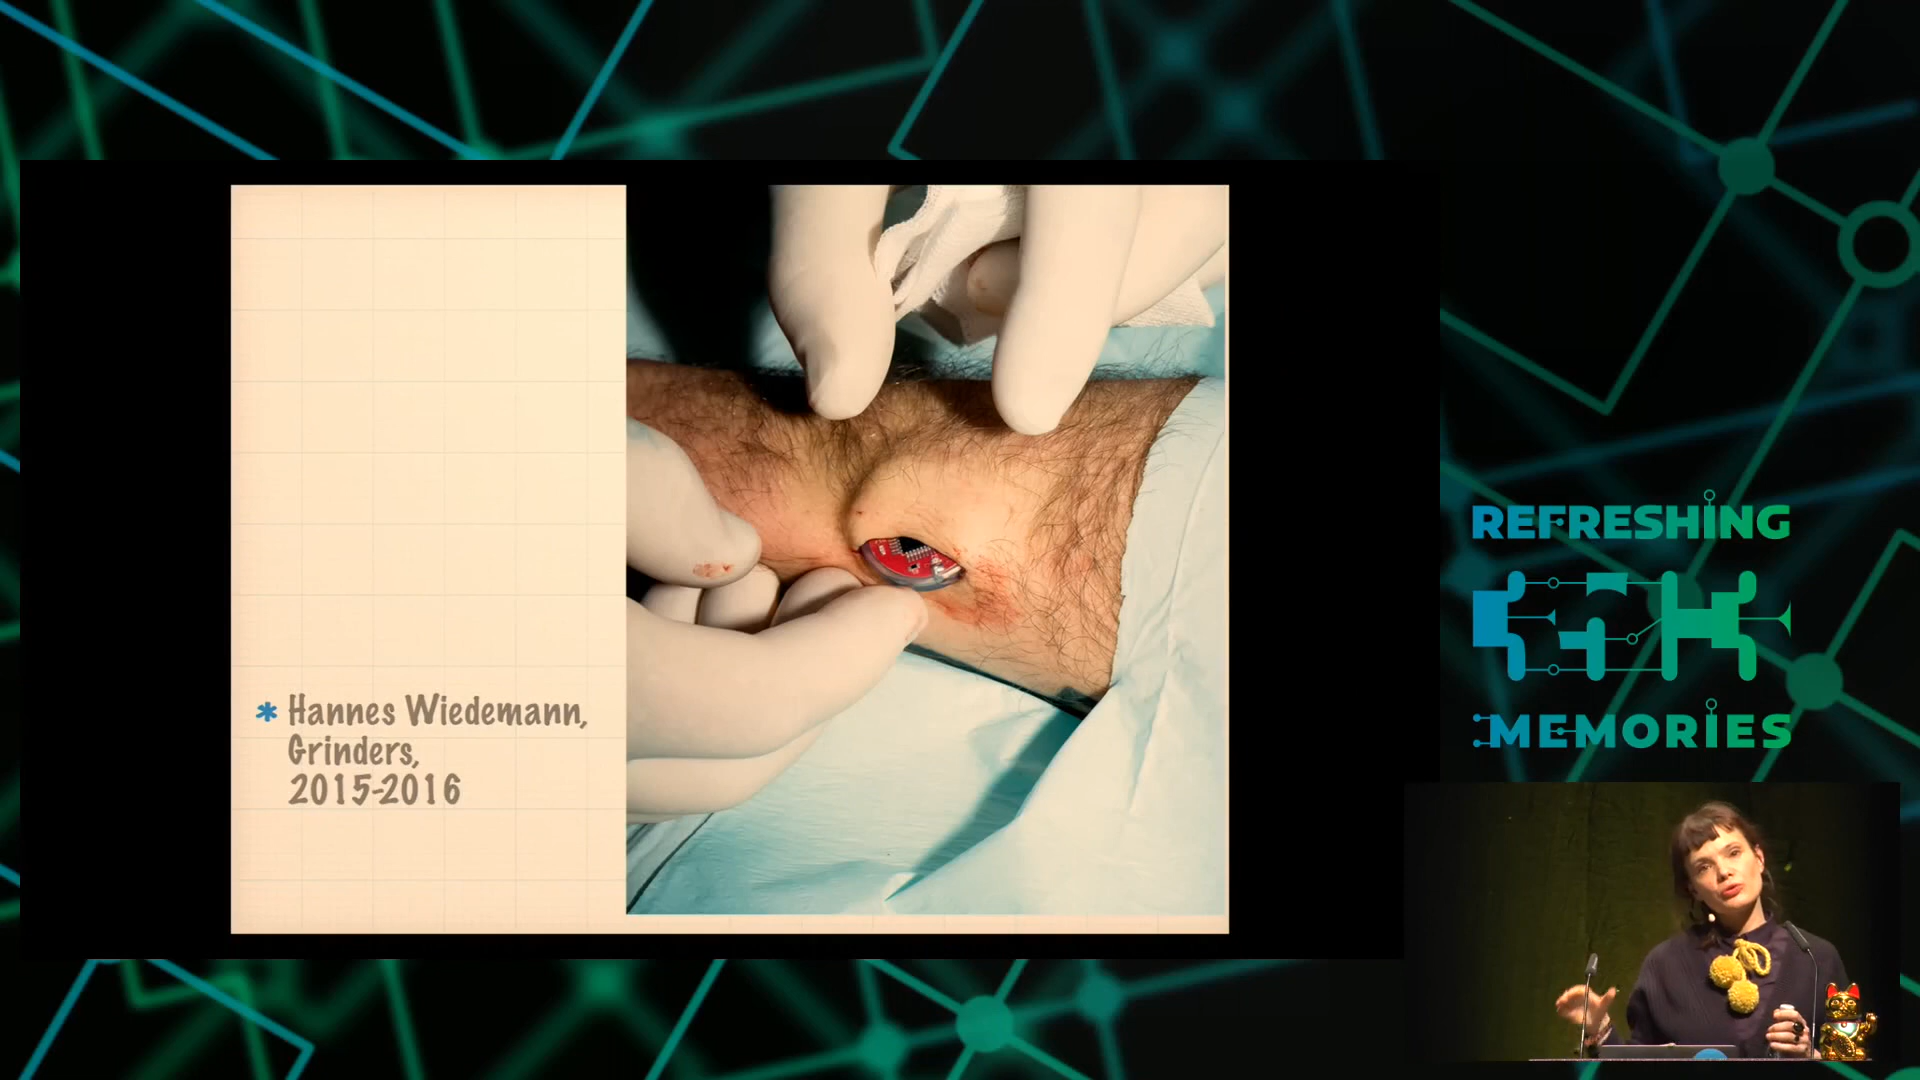 * Hannes Wiedemann,
Grinders,
2015-2016
REFRESHING
MEMORIES